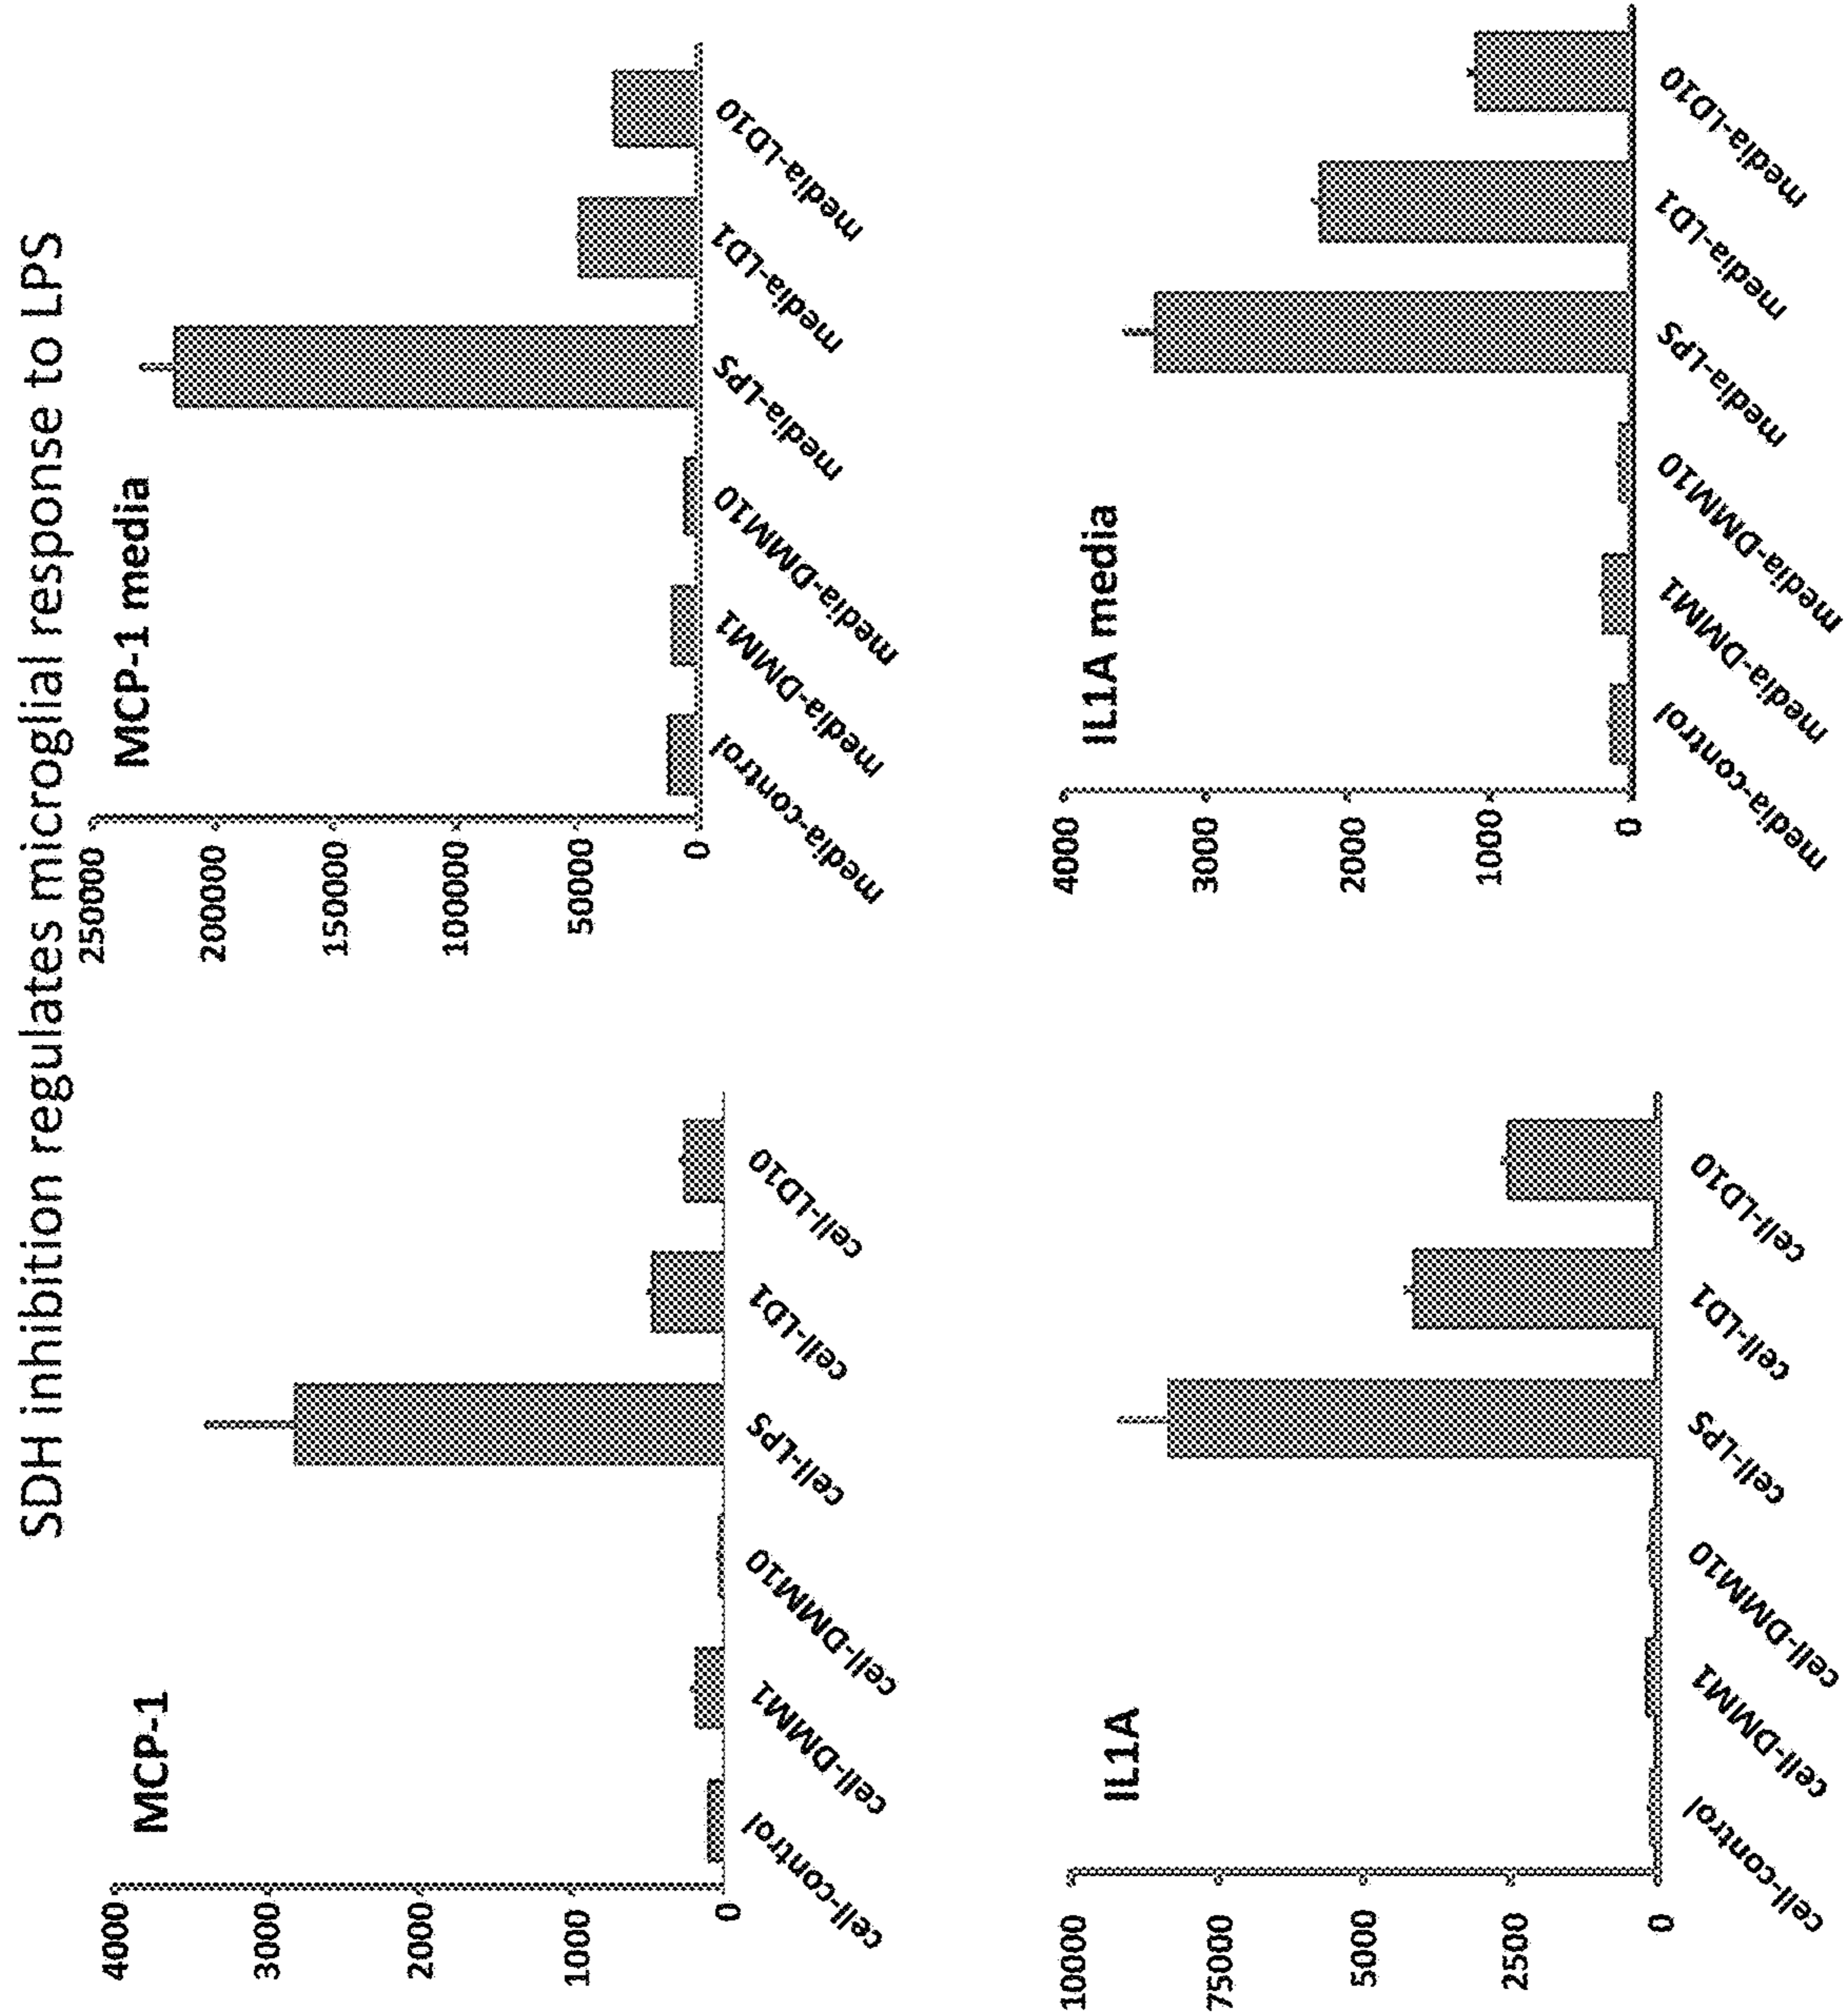 SDH inhibition regulates microglial response to LPS
MCP-1
4000
3000
2000
1000
0
cell-control
cell-DMM1
cell-DMM10
cell-LPS
cell-LD1
cell-LD10
MCP-1 media
250000
200000
150000
100000
50000
0
media-control
media-DMM1
media-DMM10
media-LPS
media-LD1
media-LD10
IL1A
10000
75000
5000
2500
0
cell-control
cell-DMM1
cell-DMM10
cell-LPS
cell-LD1
cell-LD10
IL1A media
4000
3000
2000
1000
0
media-control
media-DMM1
media-DMM10
media-LPS
media-LD1
media-LD10